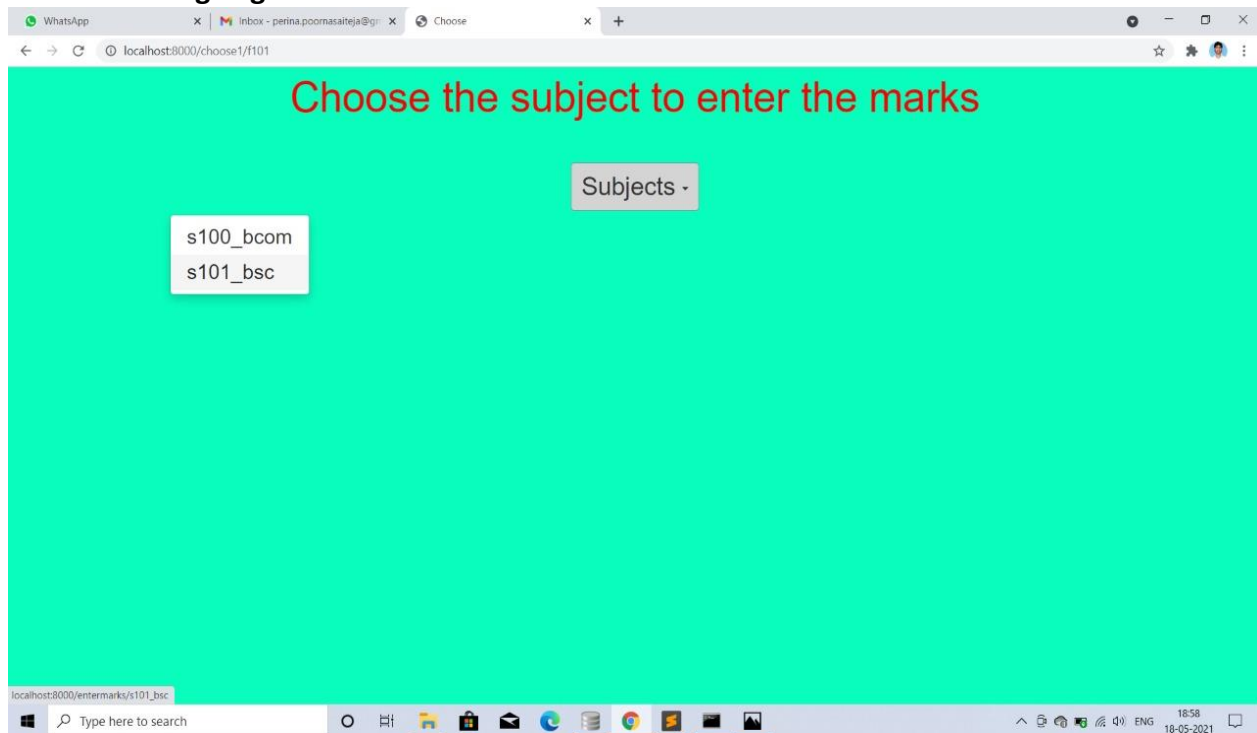 WhatsApp
Inbox - perina.poornasaiteja@gm
Choose
localhost:8000/choose1/f101
Choose the subject to enter the marks
Subjects
s100_bcom
s101_bsc
localhost:8000/entermarks/s101_bsc
Type here to search
ENG
18:58
18-05-2021